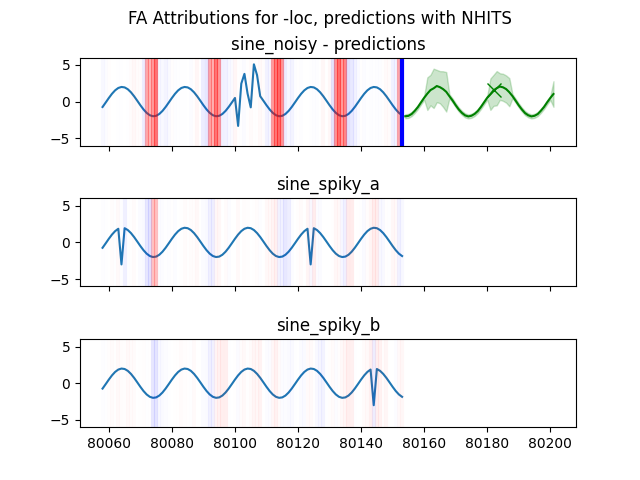 FA Attributions for -loc, predictions with NHITS
sine_noisy - predictions
5
0
−5
sine_spiky_a
5
0
−5
sine_spiky_b
5
0
−5
80060 80080 80100 80120 80140 80160 80180 80200